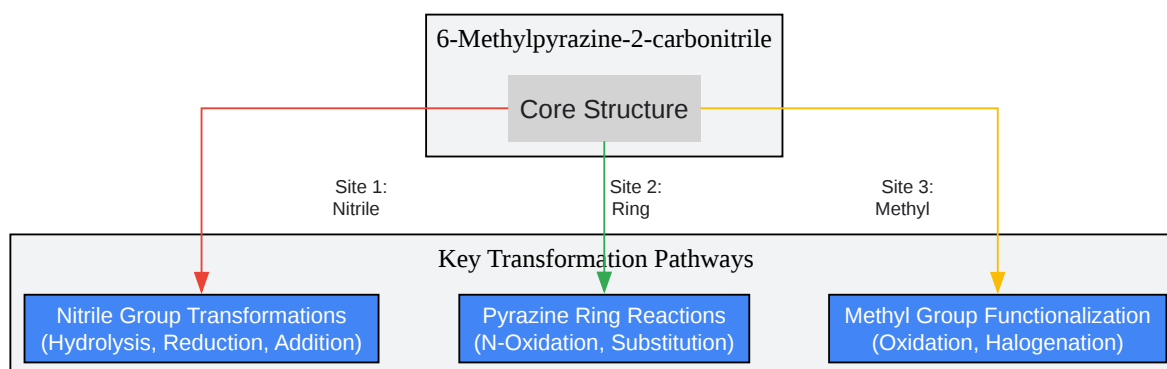 6-Methylpyrazine-2-carbonitrile
Core Structure
Site 1:
Nitrile
Site 2:
Ring
Site 3:
Methyl
Key Transformation Pathways
Nitrile Group Transformations
(Hydrolysis, Reduction, Addition)
Pyrazine Ring Reactions
(N-Oxidation, Substitution)
Methyl Group Functionalization
(Oxidation, Halogenation)